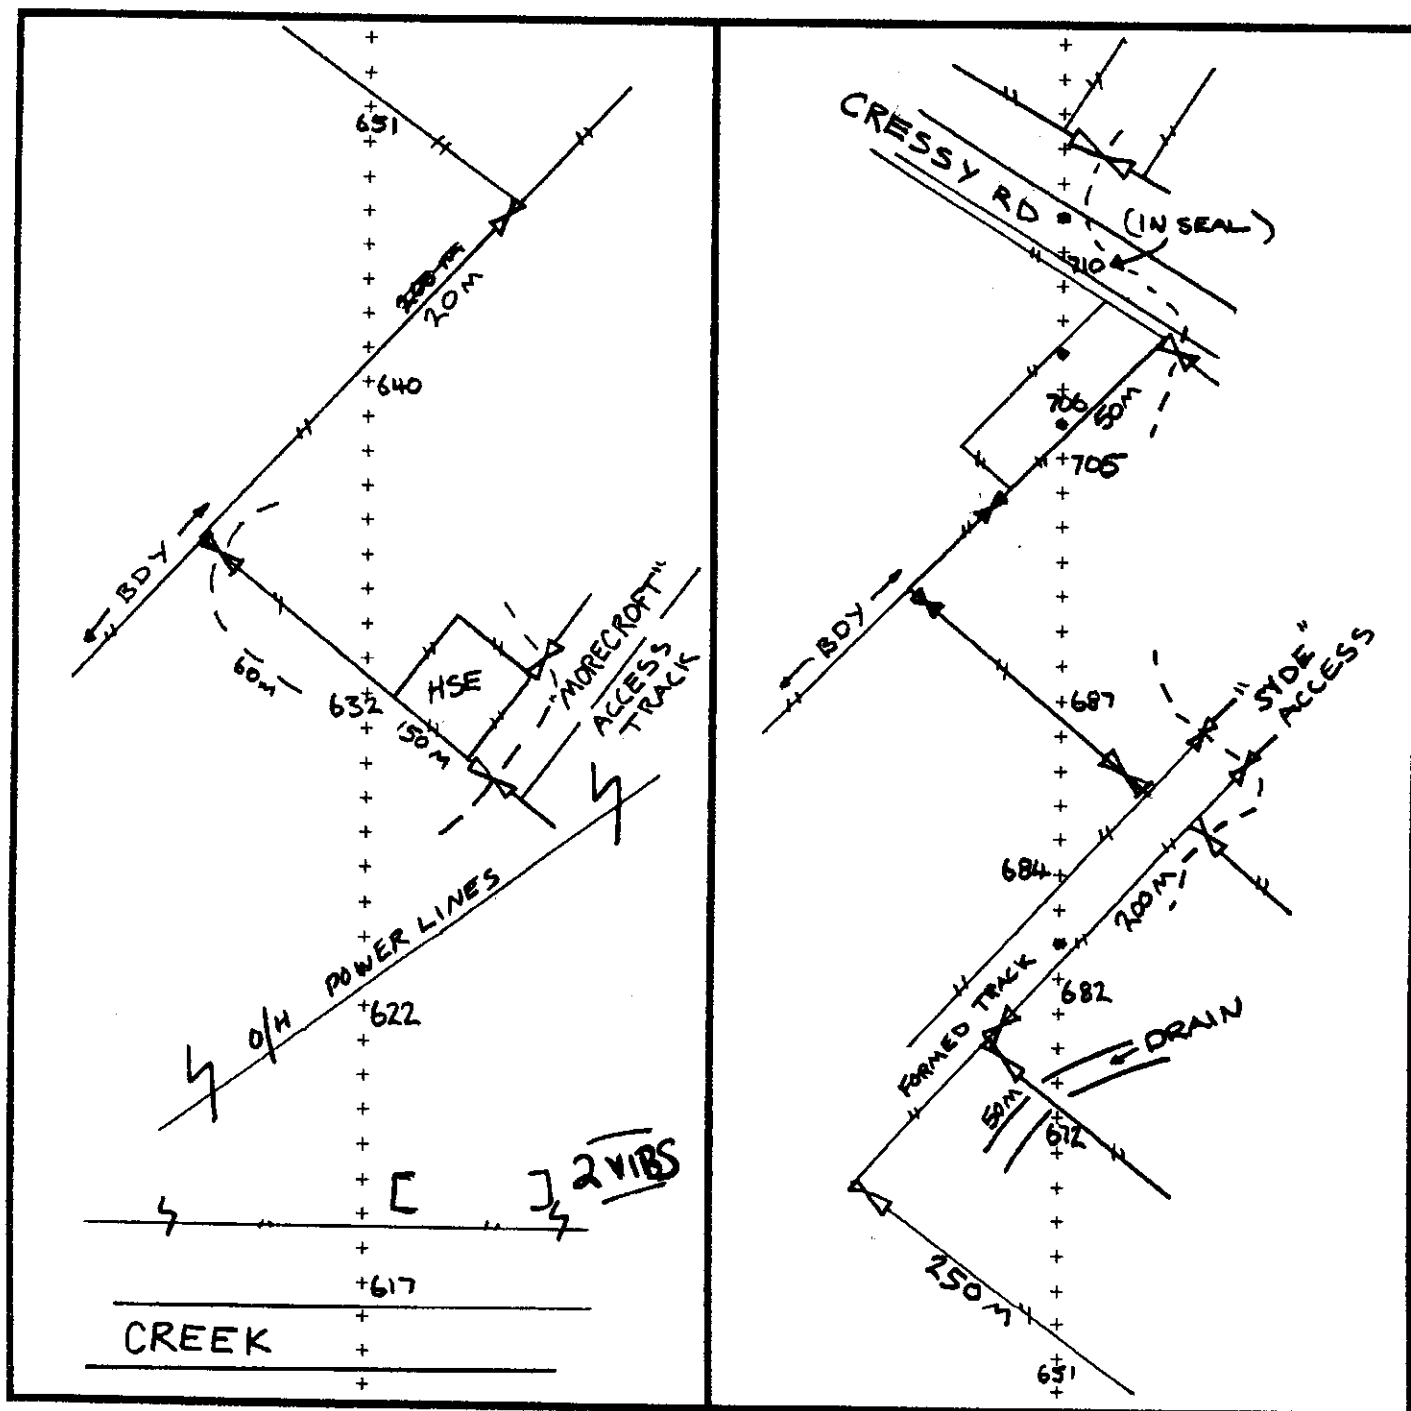 651
20M
640
← BDY →
60m
HSE
"MORECROFT"
ACCESS
TRACK
632
150M
O/H POWER LINES
622
[ ] 2 VIBS
617
CREEK
CRESSY RD
(IN SEAL)
710
706
50M
705
← BDY →
687
"SYDE"
ACCESS
684
200M
FORMED TRACK
682
← DRAIN
50M
672
250M
651